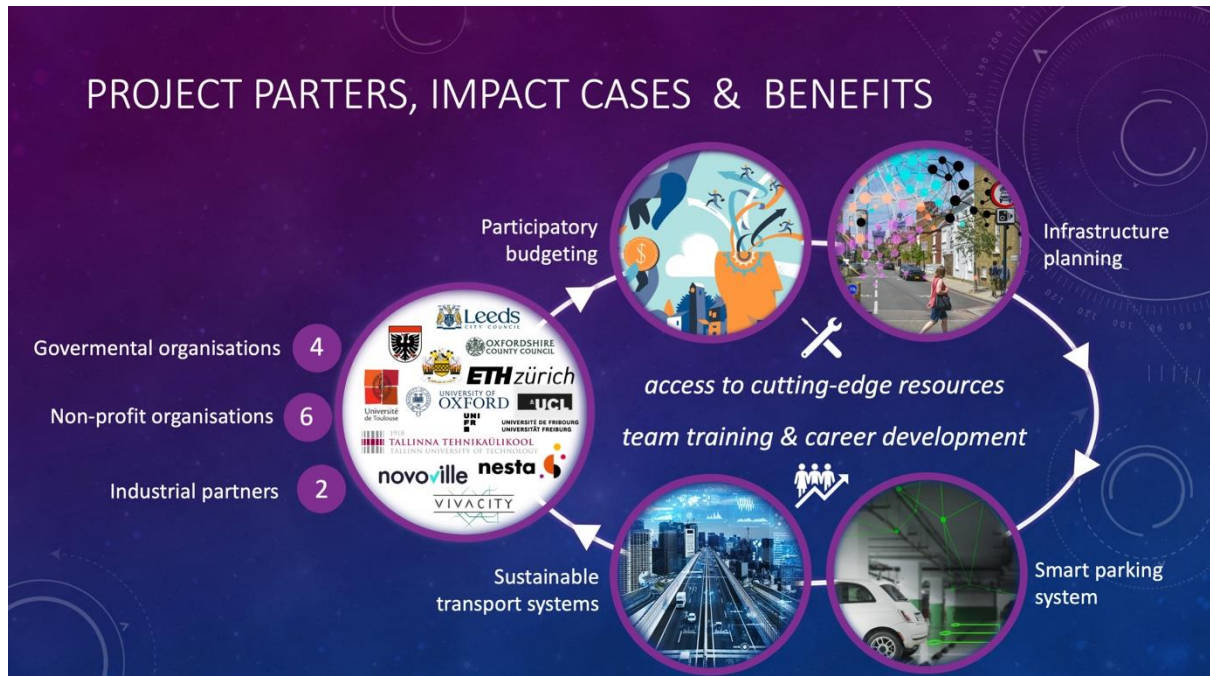 PROJECT PARTERS, IMPACT CASES & BENEFITS
Participatory
budgeting
Infrastructure
planning
Govermental organisations 4
Non-profit organisations 6
Industrial partners 2
Leeds
CITY COUNCIL
OXFORDSHIRE
COUNTY COUNCIL
ETH zürich
Université
de Toulouse
UNIVERSITY OF
OXFORD
UCL
UNI
FR
UNIVERSITÉ DE FRIBOURG
UNIVERSITÄT FREIBURG
1918
TALLINNA TEHNIKAÜLIKOOL
TALLINN UNIVERSITY OF TECHNOLOGY
novoville
nesta
VIVACITY
access to cutting-edge resources
team training & career development
Sustainable
transport systems
Smart parking
system